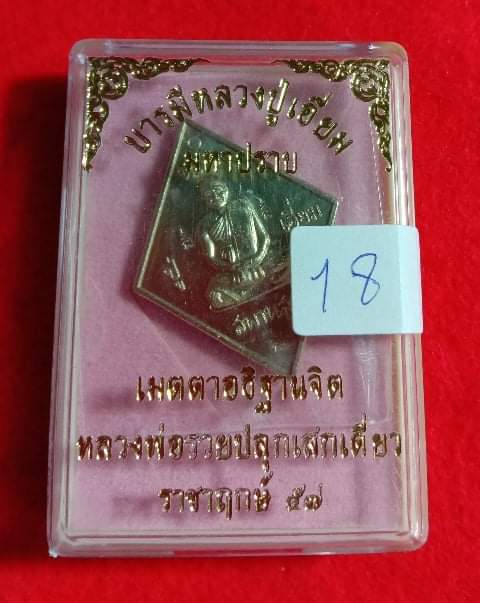 บารมีหลวงปู่เอี่ยม
มหาปราบ
18
เมตตาอธิฐานจิต
หลวงพ่อรวยปลุกเสกเดี่ยว
ราชาฤกษ์ ๕๗